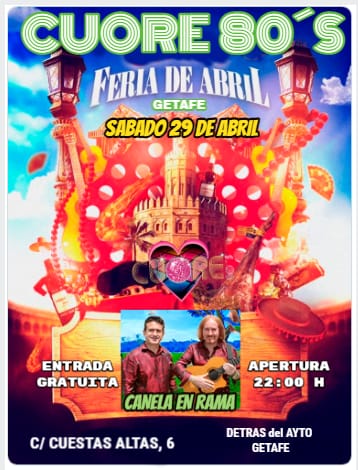 CUORE 80´S
FERIA DE ABRIL
GETAFE
SABADO 29 DE ABRIL
CUORE
ENTRADA
GRATUITA
APERTURA
22:00 H
CANELA EN RAMA
C/ CUESTAS ALTAS, 6
DETRAS del AYTO
GETAFE